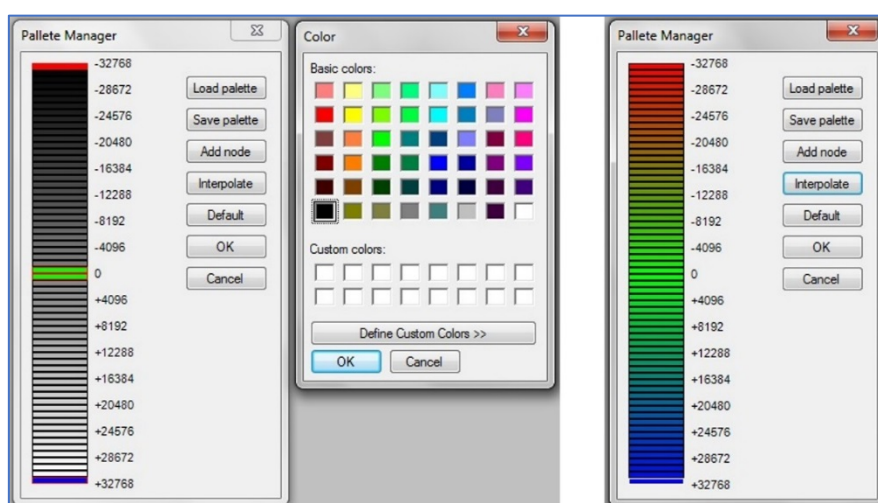 Pallete Manager
-32768
-28672
-24576
-20480
-16384
-12288
-8192
-4096
0
+4096
+8192
+12288
+16384
+20480
+24576
+28672
+32768
Load palette
Save palette
Add node
Interpolate
Default
OK
Cancel
Color
Basic colors:
Custom colors:
Define Custom Colors >>
OK
Cancel
Pallete Manager
-32768
-28672
-24576
-20480
-16384
-12288
-8192
-4096
0
+4096
+8192
+12288
+16384
+20480
+24576
+28672
+32768
Load palette
Save palette
Add node
Interpolate
Default
OK
Cancel